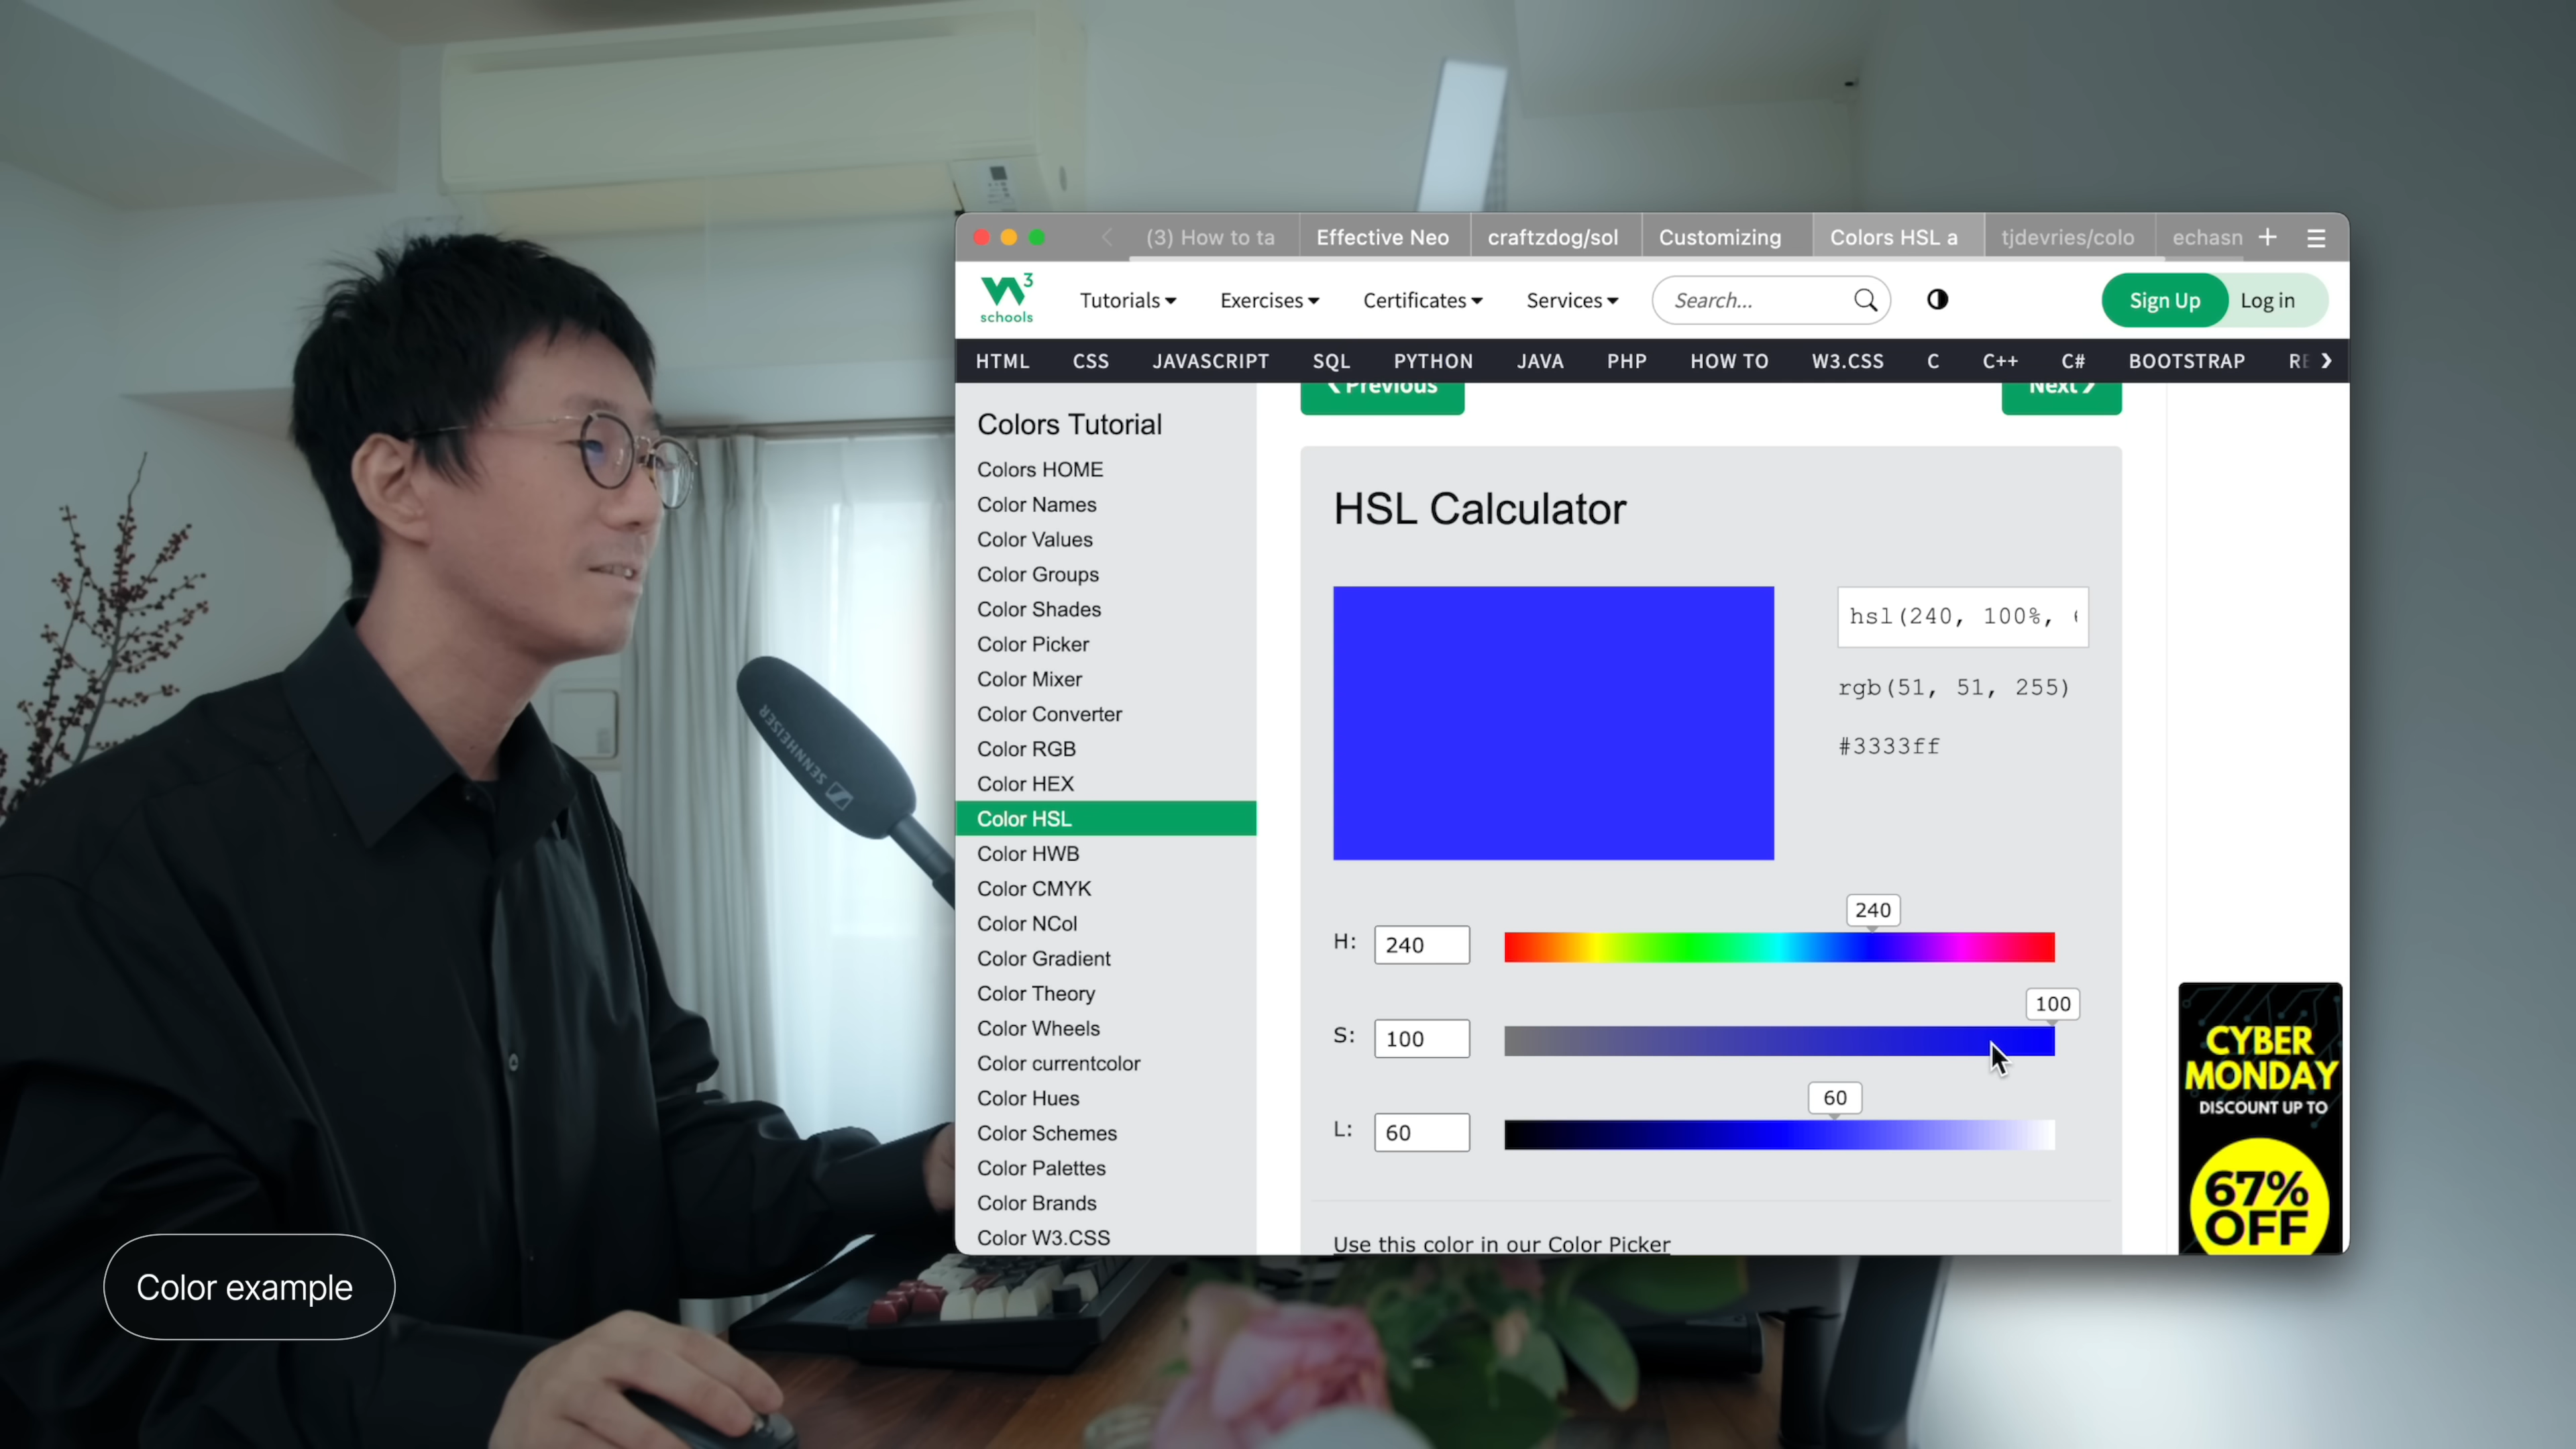 (3) How to ta
Effective Neo
craftzdog/sol
Customizing
Colors HSL a
tjdevries/colo
echasn
W3
schools
Tutorials
Exercises
Certificates
Services
Search...
Sign Up
Log in
HTML
CSS
JAVASCRIPT
SQL
PYTHON
JAVA
PHP
HOW TO
W3.CSS
C
C++
C#
BOOTSTRAP
❮ Previous
Next ❯
Colors Tutorial
Colors HOME
Color Names
Color Values
Color Groups
Color Shades
Color Picker
Color Mixer
Color Converter
Color RGB
Color HEX
Color HSL
Color HWB
Color CMYK
Color NCol
Color Gradient
Color Theory
Color Wheels
Color currentcolor
Color Hues
Color Schemes
Color Palettes
Color Brands
Color W3.CSS
HSL Calculator
hsl(240, 100%,
rgb(51, 51, 255)
#3333ff
240
H: 240
100
S: 100
60
L: 60
Use this color in our Color Picker
CYBER
MONDAY
DISCOUNT UP TO
67%
OFF
SENNHEISER
Color example